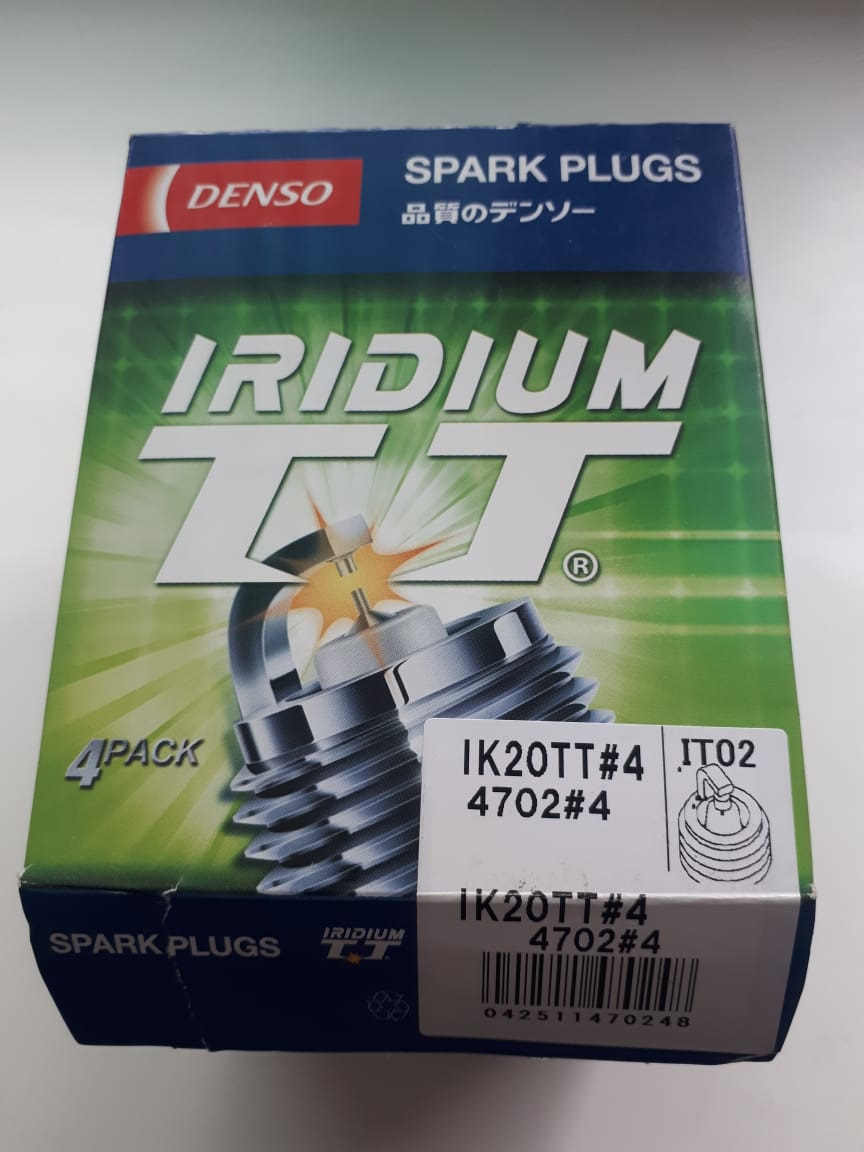 DENSO
SPARK PLUGS
品質のデンソー
IRIDIUM
TT®
4PACK
IK20TT#4
4702#4
IT02
IK20TT#4
4702#4
042511470248
SPARK PLUGS
IRIDIUM
TT